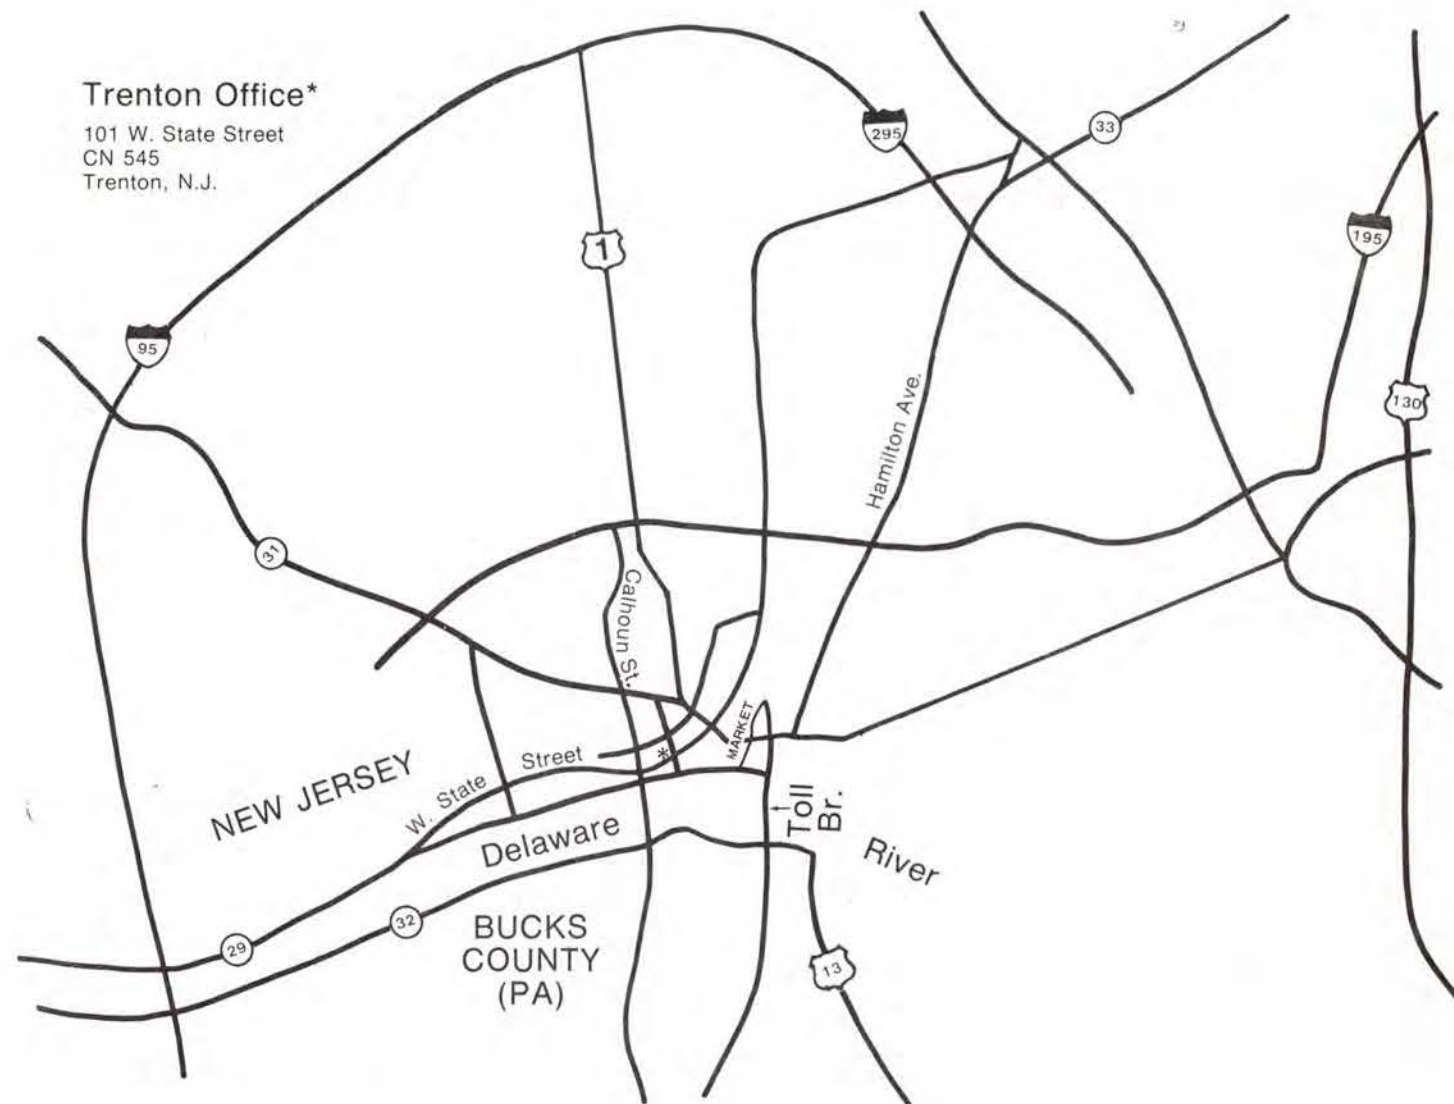 Trenton Office*
101 W. State Street
CN 545
Trenton, N.J.
295
33
1
195
95
130
Hamilton Ave.
31
Calhoun St.
MARKET
*
W. State Street
NEW JERSEY
Toll
Br.
Delaware River
32
29
BUCKS
COUNTY
(PA)
13